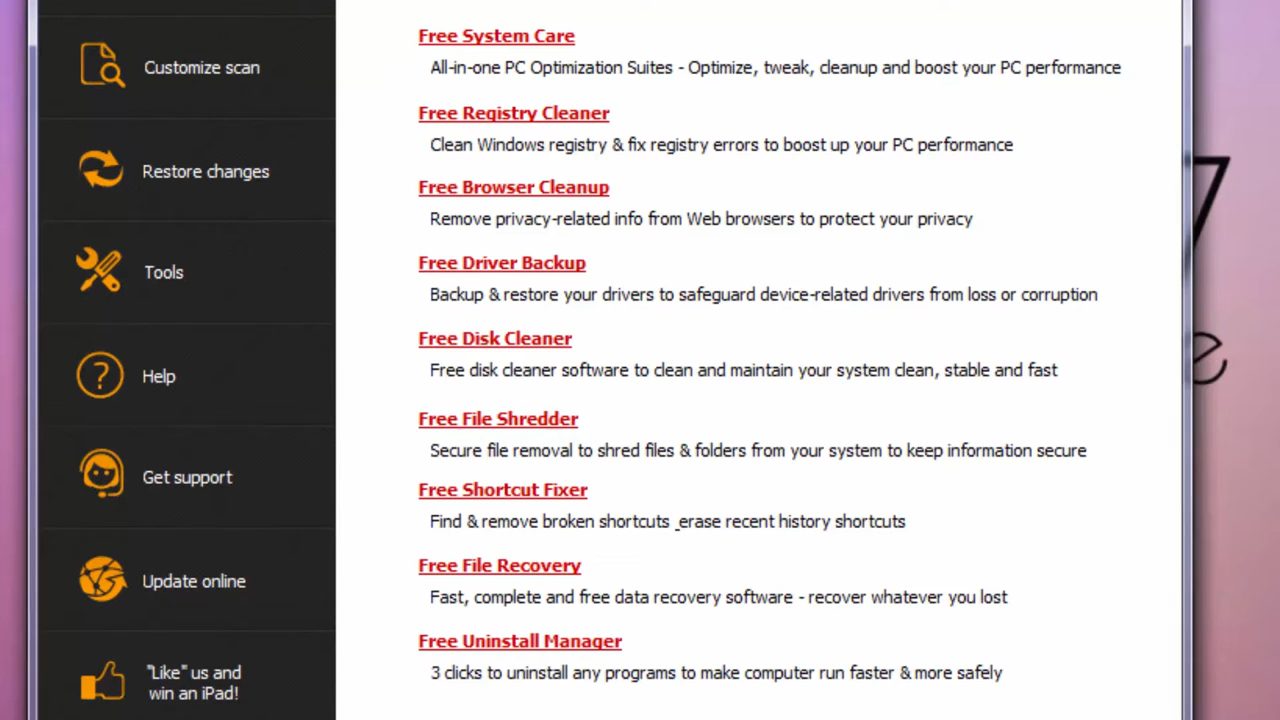 Customize scan
Restore changes
Tools
Help
Get support
Update online
"Like" us and
win an iPad!
Free System Care
All-in-one PC Optimization Suites - Optimize, tweak, cleanup and boost your PC performance
Free Registry Cleaner
Clean Windows registry & fix registry errors to boost up your PC performance
Free Browser Cleanup
Remove privacy-related info from Web browsers to protect your privacy
Free Driver Backup
Backup & restore your drivers to safeguard device-related drivers from loss or corruption
Free Disk Cleaner
Free disk cleaner software to clean and maintain your system clean, stable and fast
Free File Shredder
Secure file removal to shred files & folders from your system to keep information secure
Free Shortcut Fixer
Find & remove broken shortcuts _erase recent history shortcuts
Free File Recovery
Fast, complete and free data recovery software - recover whatever you lost
Free Uninstall Manager
3 clicks to uninstall any programs to make computer run faster & more safely
7
e